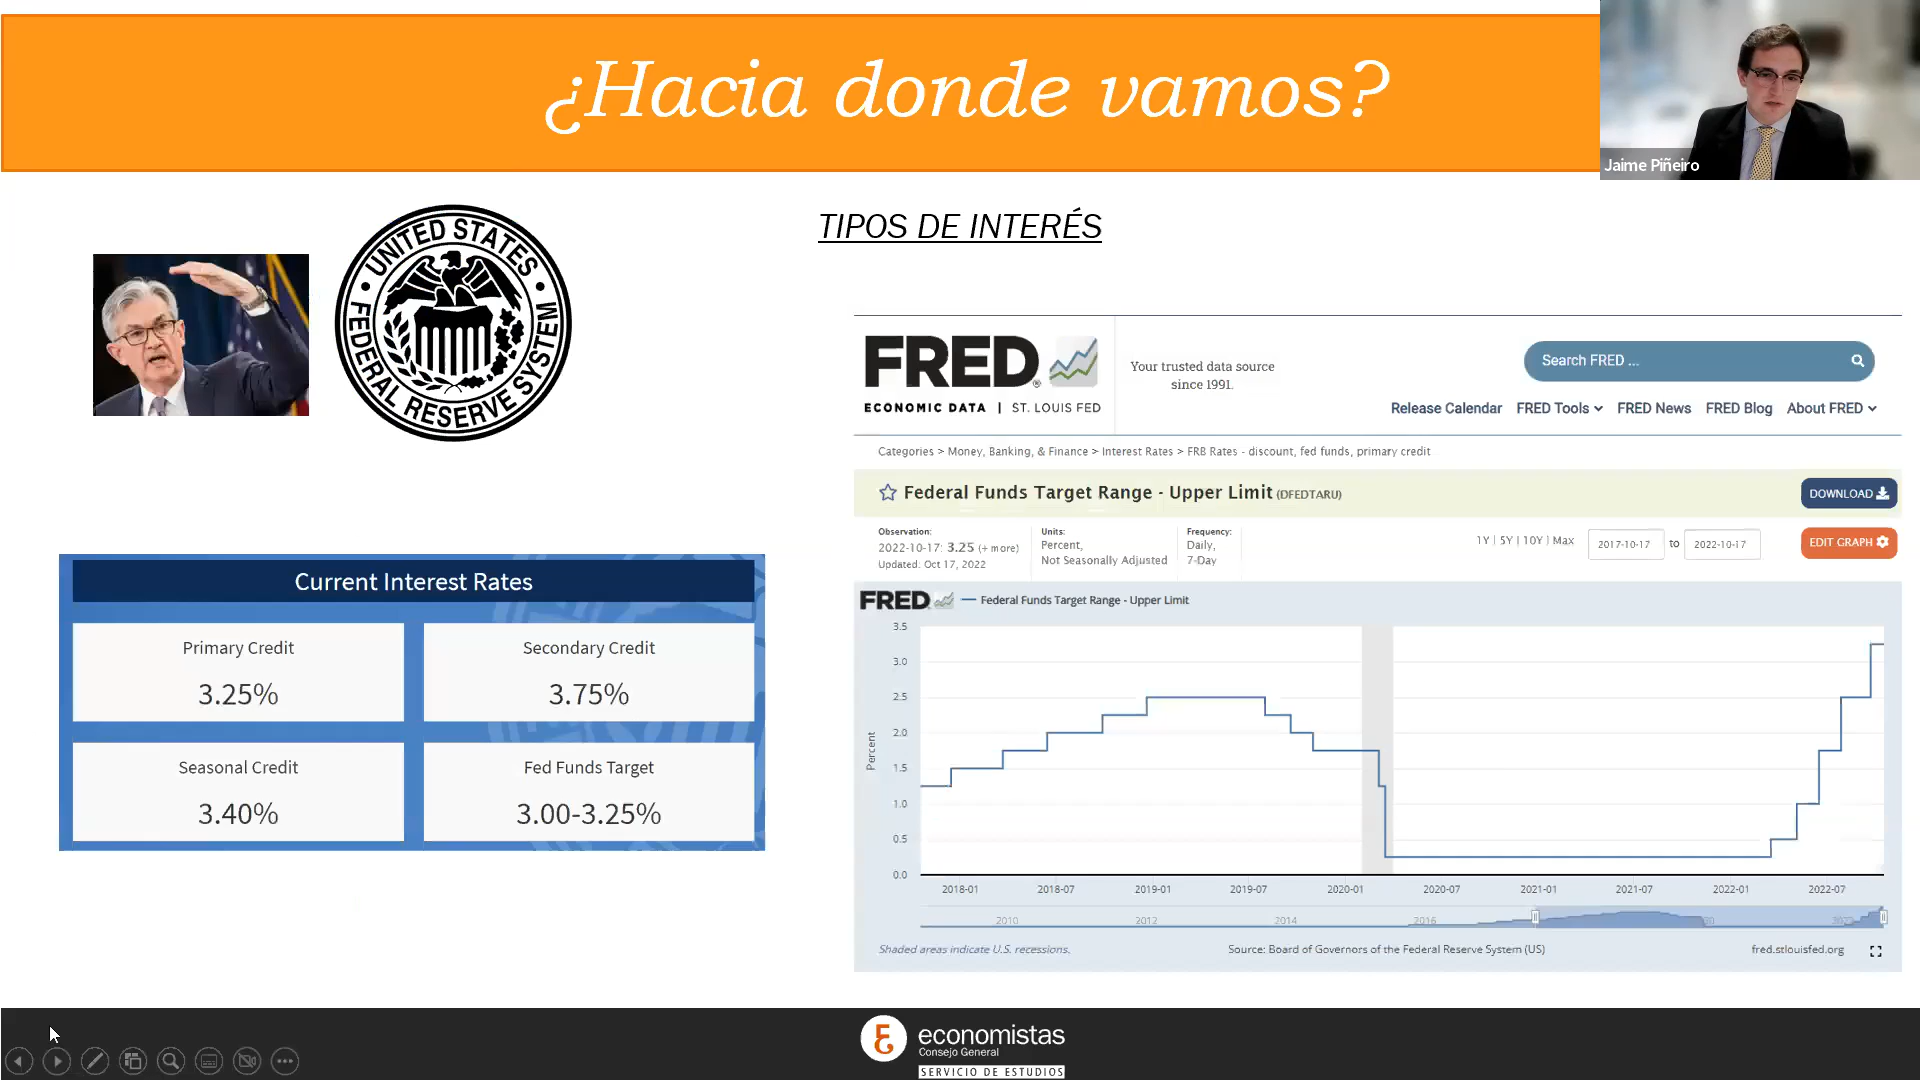 ¿Hacia donde vamos?
Jaime Piñeiro
TIPOS DE INTERÉS
UNITED STATES
FEDERAL RESERVE SYSTEM
Current Interest Rates
Primary Credit
3.25%
Secondary Credit
3.75%
Seasonal Credit
3.40%
Fed Funds Target
3.00-3.25%
FRED®
ECONOMIC DATA | ST. LOUIS FED
Your trusted data source
since 1991.
Search FRED ...
Release Calendar FRED Tools FRED News FRED Blog About FRED
Categories > Money, Banking, & Finance > Interest Rates > FRB Rates - discount, fed funds, primary credit
Federal Funds Target Range - Upper Limit (DFEDTARU)
DOWNLOAD
Observation:
2022-10-17: 3.25 (+ more)
Updated: Oct 17, 2022
Units:
Percent,
Not Seasonally Adjusted
Frequency:
Daily,
7-Day
1Y | 5Y | 10Y | Max
2017-10-17 to 2022-10-17
EDIT GRAPH
FRED
Federal Funds Target Range - Upper Limit
3.5
3.0
2.5
2.0
1.5
1.0
0.5
0.0
Percent
2018-01 2018-07 2019-01 2019-07 2020-01 2020-07 2021-01 2021-07 2022-01 2022-07
2010 2012 2014 2016
Shaded areas indicate U.S. recessions.
Source: Board of Governors of the Federal Reserve System (US)
fred.stlouisfed.org
economistas
Consejo General
SERVICIO DE ESTUDIOS